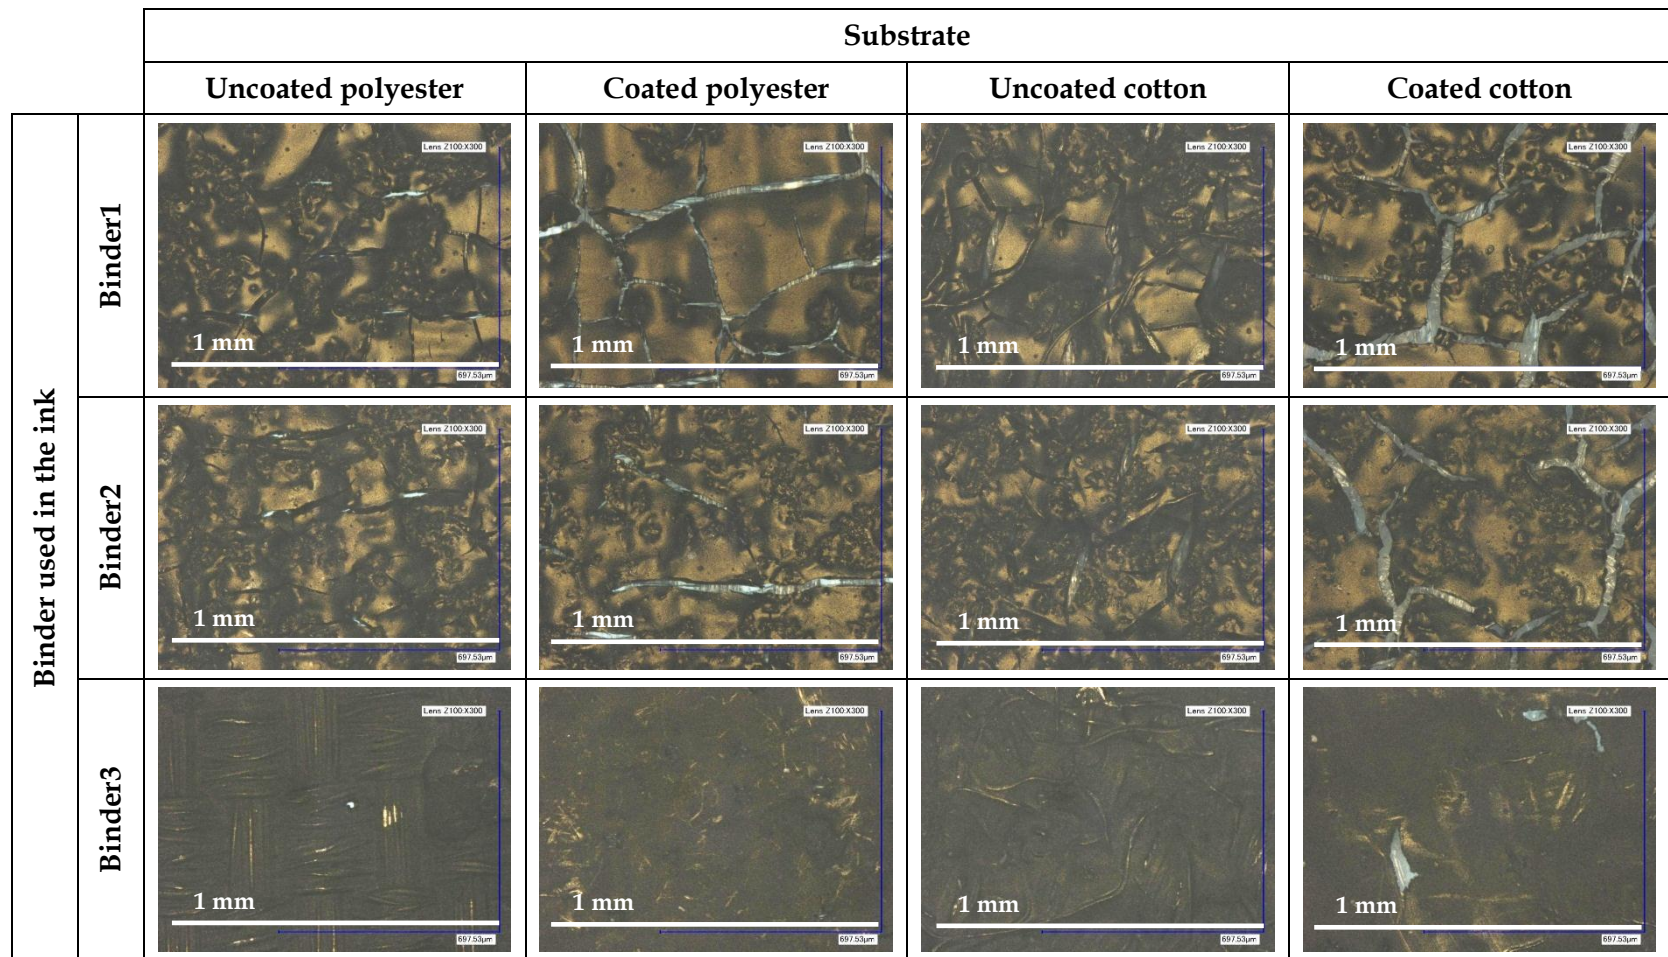 Substrate
Uncoated polyester
Coated polyester
Uncoated cotton
Coated cotton
Binder used in the ink
Binder1
Lens Z100:X300
1 mm
697.53µm
Lens Z100:X300
1 mm
697.53µm
Lens Z100:X300
1 mm
697.53µm
Lens Z100:X300
1 mm
697.53µm
Binder2
Lens Z100:X300
1 mm
697.53µm
Lens Z100:X300
1 mm
697.53µm
Lens Z100:X300
1 mm
697.53µm
Lens Z100:X300
1 mm
697.53µm
Binder3
Lens Z100:X300
1 mm
697.53µm
Lens Z100:X300
1 mm
697.53µm
Lens Z100:X300
1 mm
697.53µm
Lens Z100:X300
1 mm
697.53µm